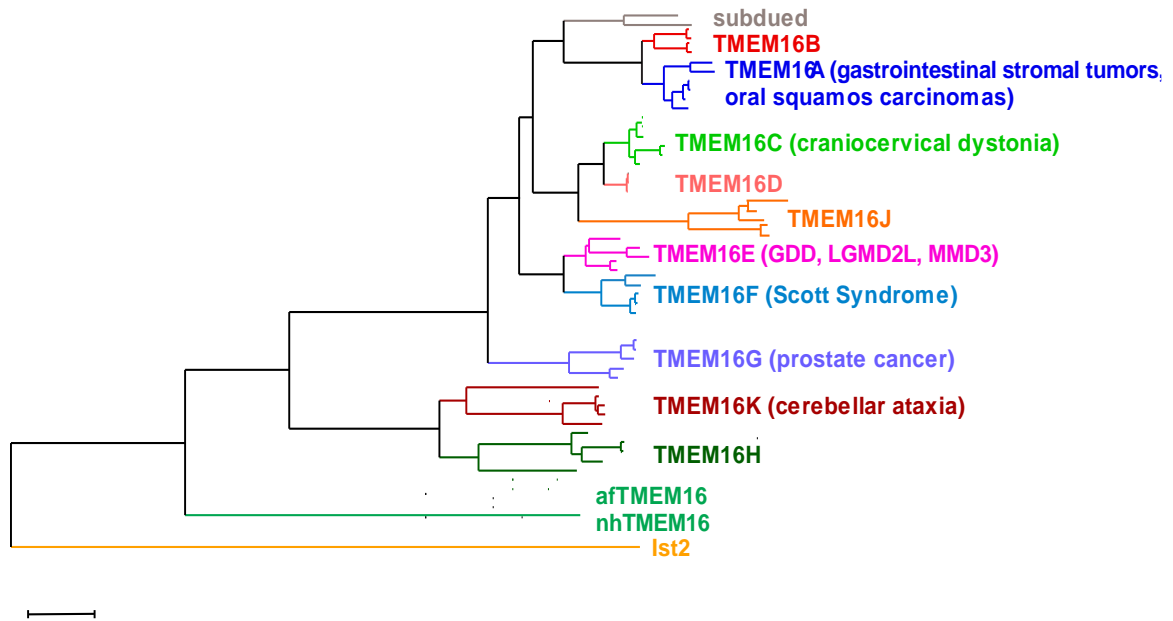 subdued
TMEM16B
TMEM16A (gastrointestinal stromal tumors,
oral squamos carcinomas)
TMEM16C (craniocervical dystonia)
TMEM16D
TMEM16J
TMEM16E (GDD, LGMD2L, MMD3)
TMEM16F (Scott Syndrome)
TMEM16G (prostate cancer)
TMEM16K (cerebellar ataxia)
TMEM16H
afTMEM16
nhTMEM16
Ist2